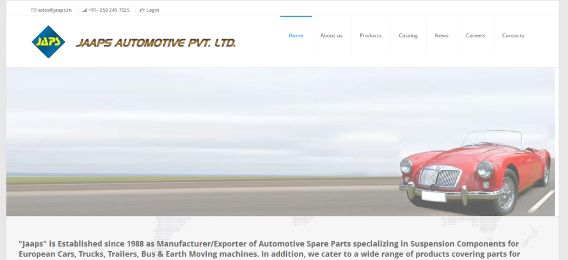 sales@jaaps.in +91- 250 246 7025 Login
JAAPS JAAPS AUTOMOTIVE PVT. LTD.
Home About us Products Catalog News Careers Contacts
"Jaaps" is Established since 1988 as Manufacturer/Exporter of Automotive Spare Parts specializing in Suspension Components for
European Cars, Trucks, Trailers, Bus & Earth Moving machines. In addition, we cater to a wide range of products covering parts for